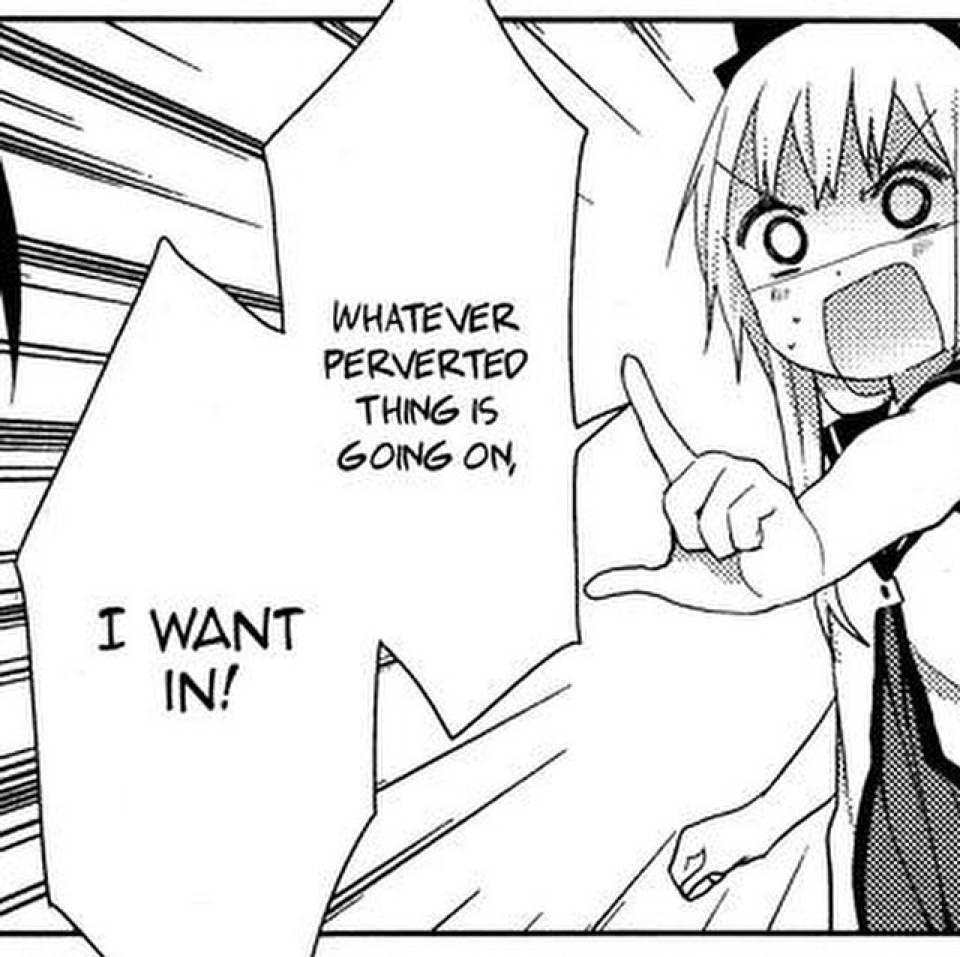 WHATEVER
PERVERTED
THING IS
GOING ON,
I WANT
IN!